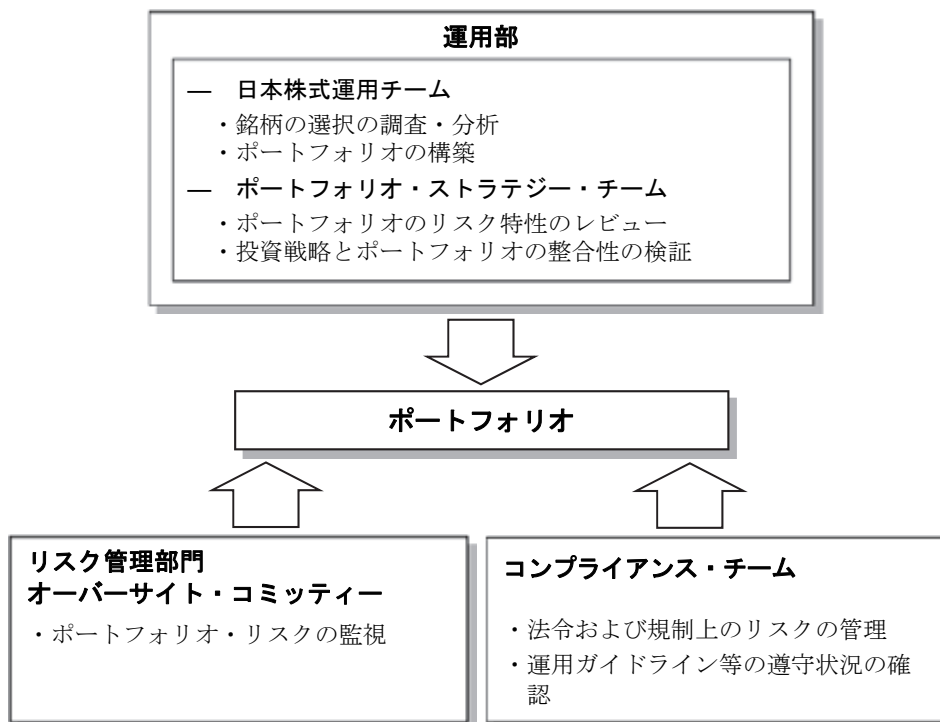 運用部
― 日本株式運用チーム
・銘柄の選択の調査・分析
・ポートフォリオの構築
― ポートフォリオ・ストラテジー・チーム
・ポートフォリオのリスク特性のレビュー
・投資戦略とポートフォリオの整合性の検証
ポートフォリオ
リスク管理部門
オーバーサイト・コミッティー
・ポートフォリオ・リスクの監視
コンプライアンス・チーム
・法令および規制上のリスクの管理
・運用ガイドライン等の遵守状況の確
認